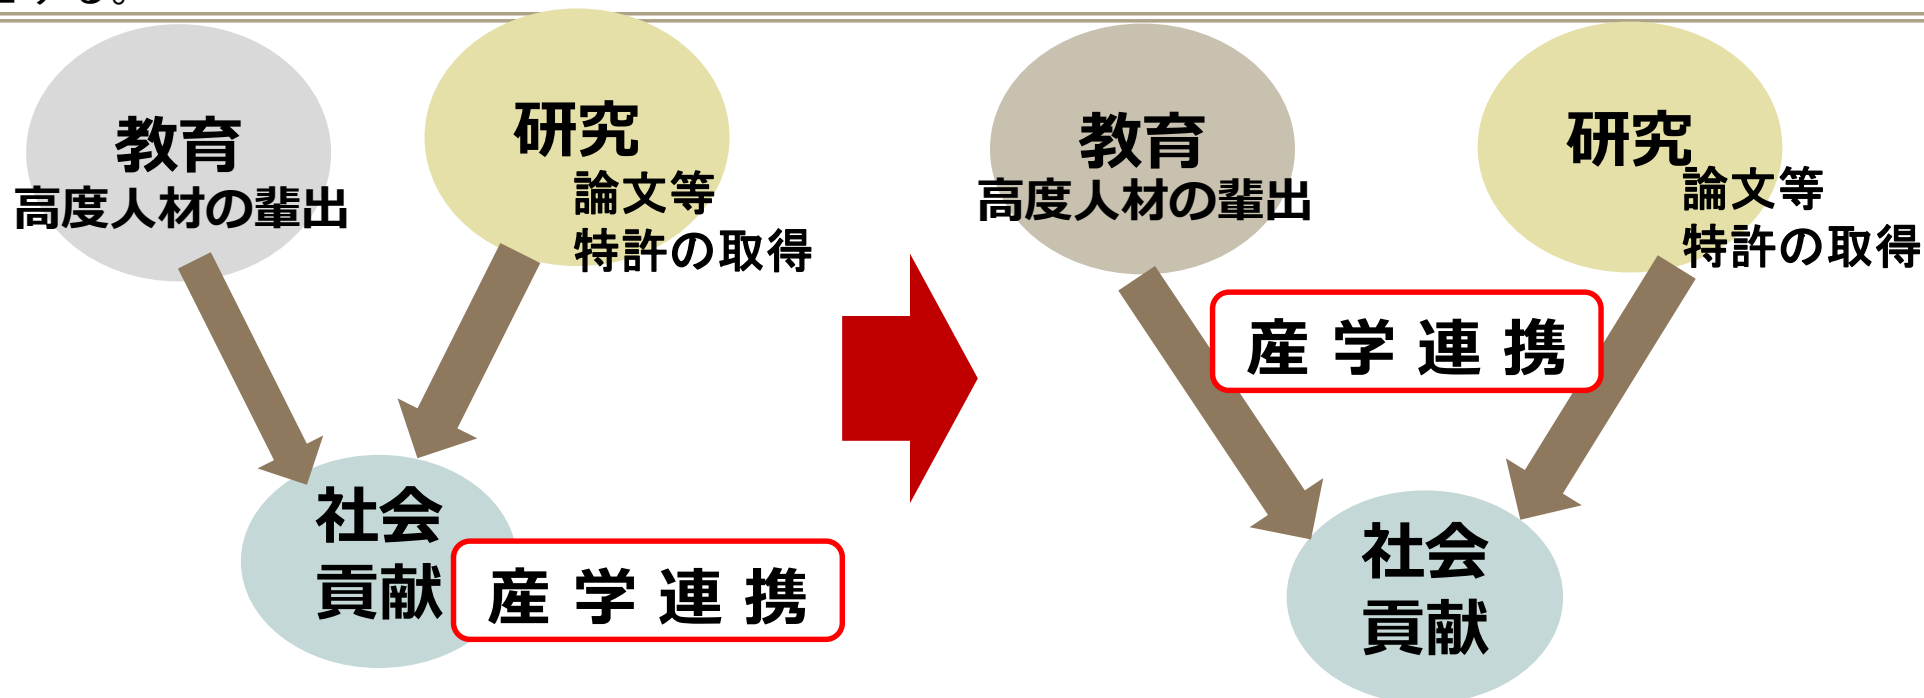 する。
教育
高度人材の輩出
研究
論文等
特許の取得
社会
貢献
産学連携
教育
高度人材の輩出
研究
論文等
特許の取得
産学連携
社会
貢献